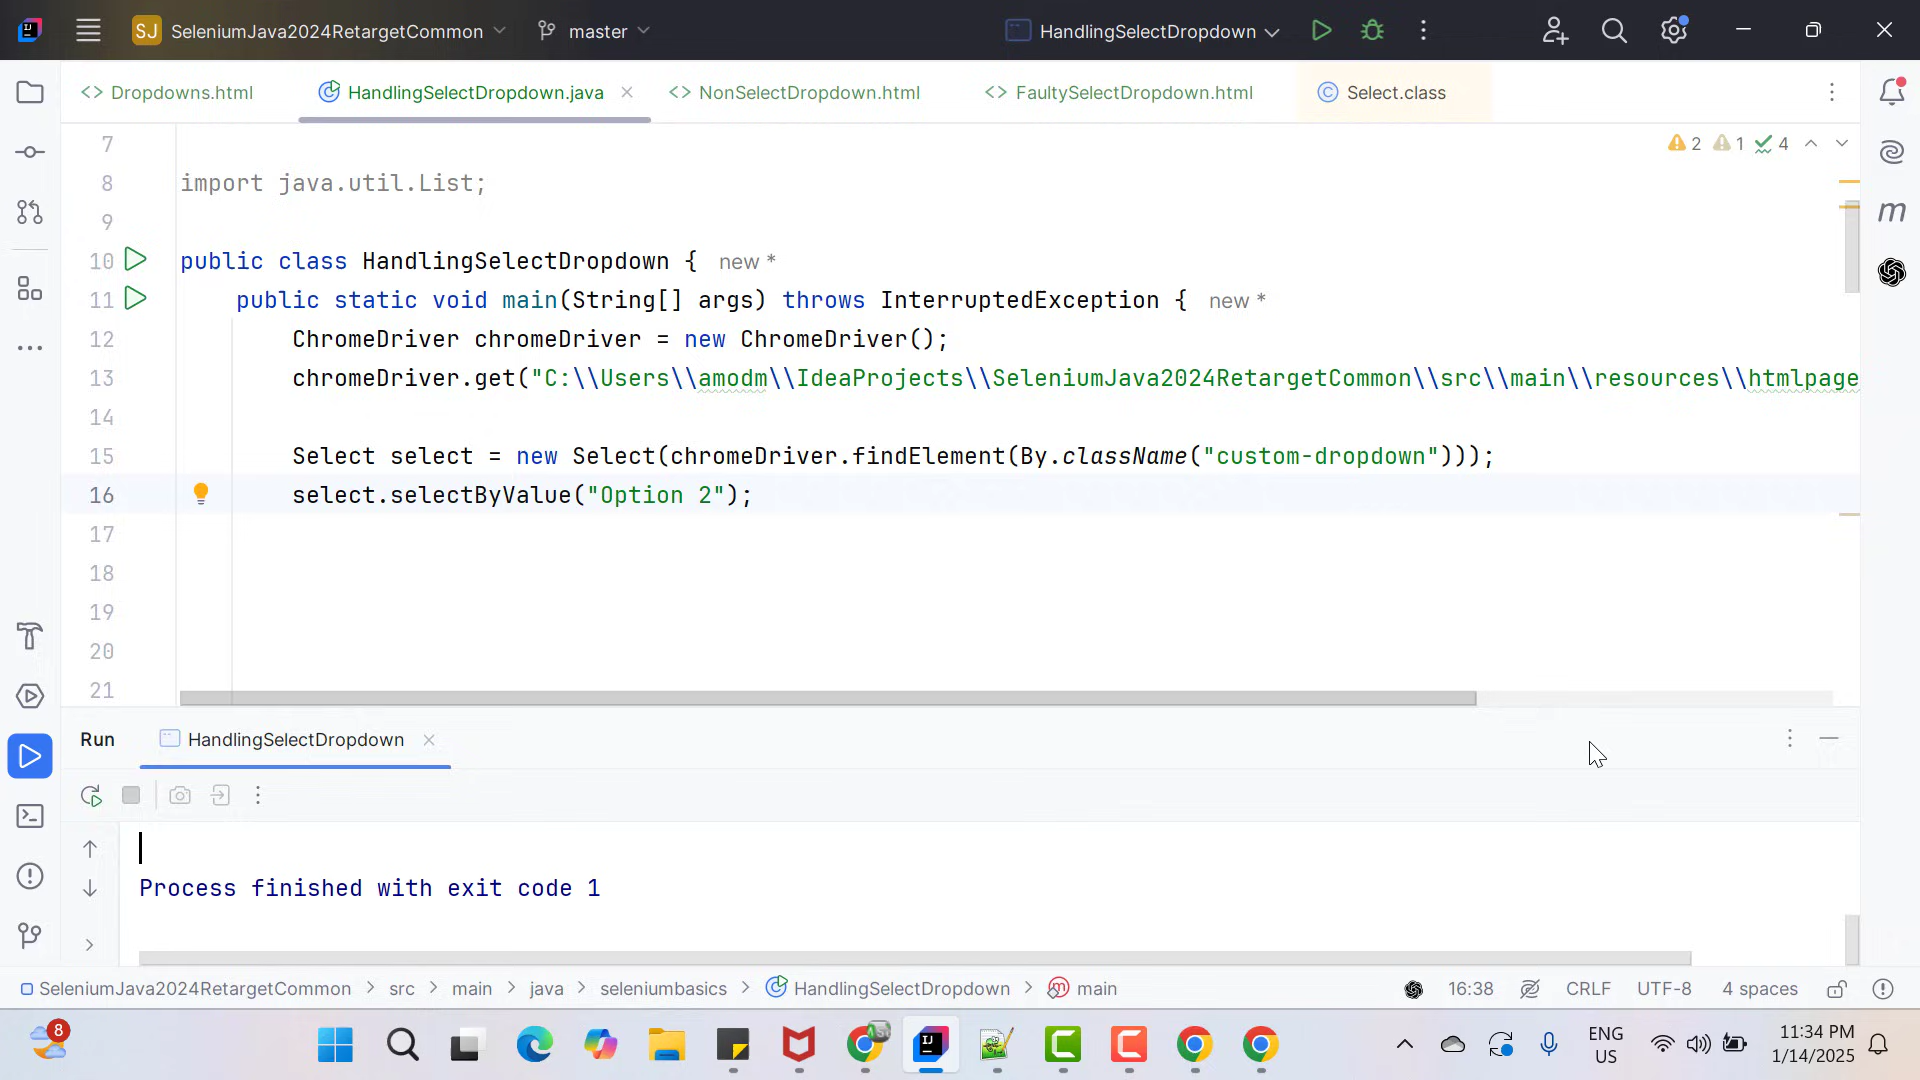 SJ SeleniumJava2024RetargetCommon master HandlingSelectDropdown
Dropdowns.html HandlingSelectDropdown.java NonSelectDropdown.html FaultySelectDropdown.html Select.class
7 2 1 4
8 import java.util.List;
9
10 public class HandlingSelectDropdown { new *
11 public static void main(String[] args) throws InterruptedException { new *
12 ChromeDriver chromeDriver = new ChromeDriver();
13 chromeDriver.get("C:\\Users\\amodm\\IdeaProjects\\SeleniumJava2024RetargetCommon\\src\\main\\resources\\htmlpage
14
15 Select select = new Select(chromeDriver.findElement(By.className("custom-dropdown")));
16 select.selectByValue("Option 2");
17
18
19
20
21
Run HandlingSelectDropdown
Process finished with exit code 1
SeleniumJava2024RetargetCommon > src > main > java > seleniumbasics > HandlingSelectDropdown > main 16:38 CRLF UTF-8 4 spaces
8 ENG 11:34 PM
US 1/14/2025